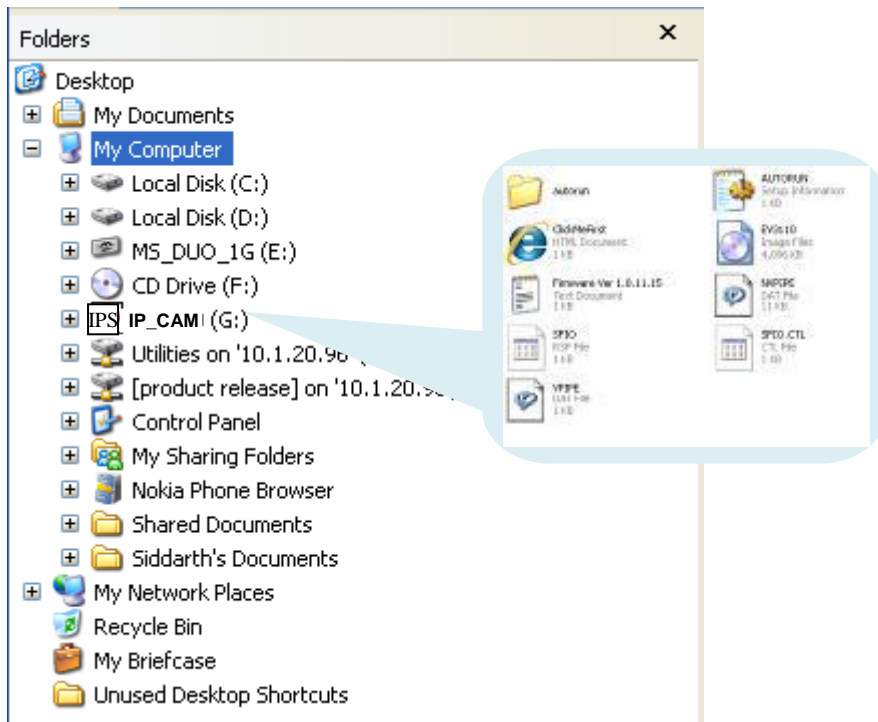 Folders
Desktop
My Documents
My Computer
Local Disk (C:)
Local Disk (D:)
MS_DUO_1G (E:)
CD Drive (F:)
IPS IP_CAM (G:)
Utilities on '10.1.20.96'
[product release] on '10.1.20.
Control Panel
My Sharing Folders
Nokia Phone Browser
Shared Documents
Siddarth's Documents
My Network Places
Recycle Bin
My Briefcase
Unused Desktop Shortcuts
autorun
AUTORUN
Setup Information
1 KB
ClickMeFirst
HTML Document
1 KB
Image Files
4,096 KB
Firmware Ver 1.0.11.15
Text Document
1 KB
DAT File
11 KB
SPIO
RSP File
1 KB
SPIO.CTL
CTL File
1 KB
VPIPE
DAT File
1 KB